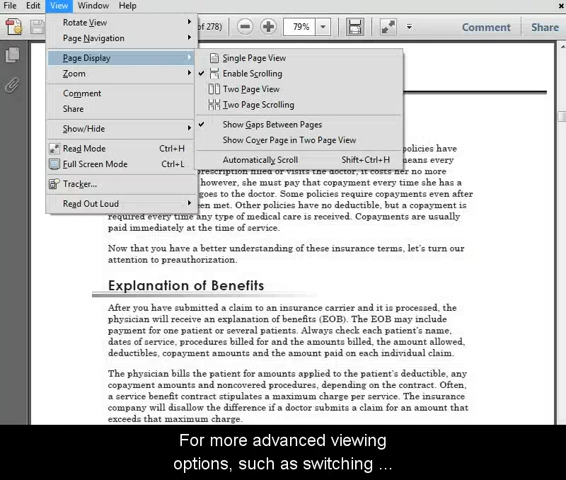 File Edit View Window Help
Rotate View
Page Navigation
Page Display
Zoom
Comment
Share
Show/Hide
Read Mode Ctrl+H
Full Screen Mode Ctrl+L
Tracker...
Read Out Loud
Single Page View
Enable Scrolling
Two Page View
Two Page Scrolling
Show Gaps Between Pages
Show Cover Page in Two Page View
Automatically Scroll Shift+Ctrl+H
of 278) 79% Comment Share
policies have
means every
prescription filled or visits the doctor, it costs her no more
however, she must pay that copayment every time she has a
goes to the doctor. Some policies require copayments even after
been met. Other policies have no deductible, but a copayment is
required every time any type of medical care is received. Copayments are usually
paid immediately at the time of service.
Now that you have a better understanding of these insurance terms, let's turn our
attention to preauthorization.
Explanation of Benefits
After you have submitted a claim to an insurance carrier and it is processed, the
physician will receive an explanation of benefits (EOB). The EOB may include
payment for one patient or several patients. Always check each patient's name,
dates of service, procedures billed for and the amounts billed, the amount allowed,
deductibles, copayment amounts and the amount paid on each individual claim.
The physician bills the patient for amounts applied to the patient's deductible, any
copayment amounts and noncovered procedures, depending on the contract. Often,
a service benefit contract stipulates a maximum charge per service. The insurance
company will disallow the difference if a doctor submits a claim for an amount that
exceeds that maximum charge.
For more advanced viewing
options, such as switching ...